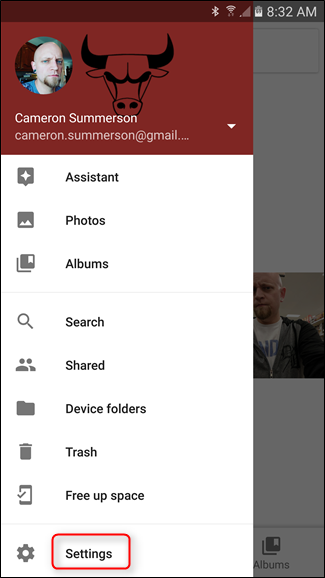 8:32 AM
Cameron Summerson
cameron.summerson@gmail....
Assistant
Photos
Albums
Search
Shared
Device folders
Trash
Free up space
Settings
Albums